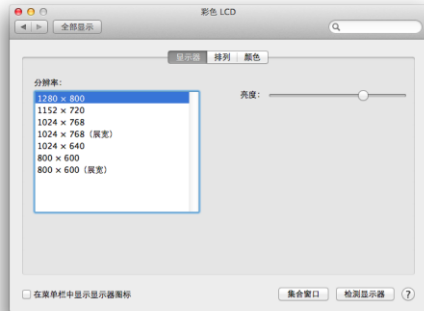 彩色 LCD
全部显示
显示器 排列 颜色
分辨率:
1280 × 800
1152 × 720
1024 × 768
1024 × 768（展宽）
1024 × 640
800 × 600
800 × 600（展宽）
亮度:
在菜单栏中显示显示器图标
集合窗口 检测显示器 ?